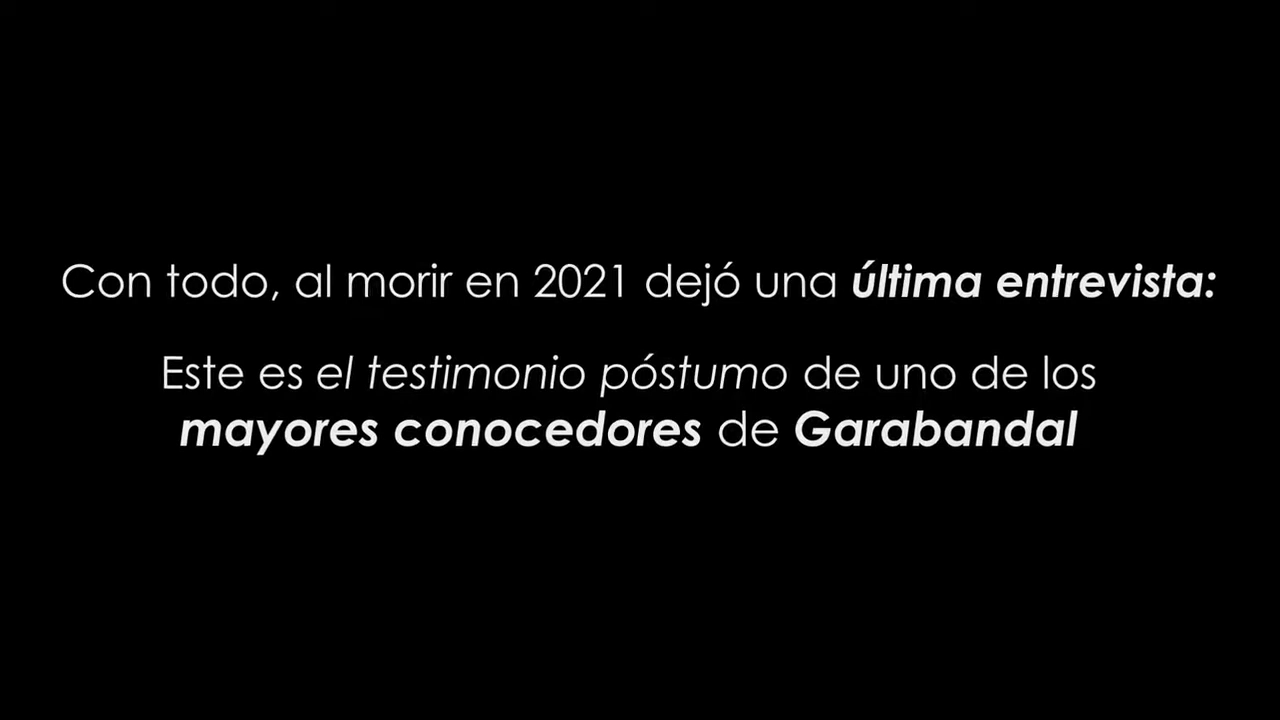 Con todo, al morir en 2021 dejó una última entrevista:
Este es el testimonio póstumo de uno de los
mayores conocedores de Garabandal